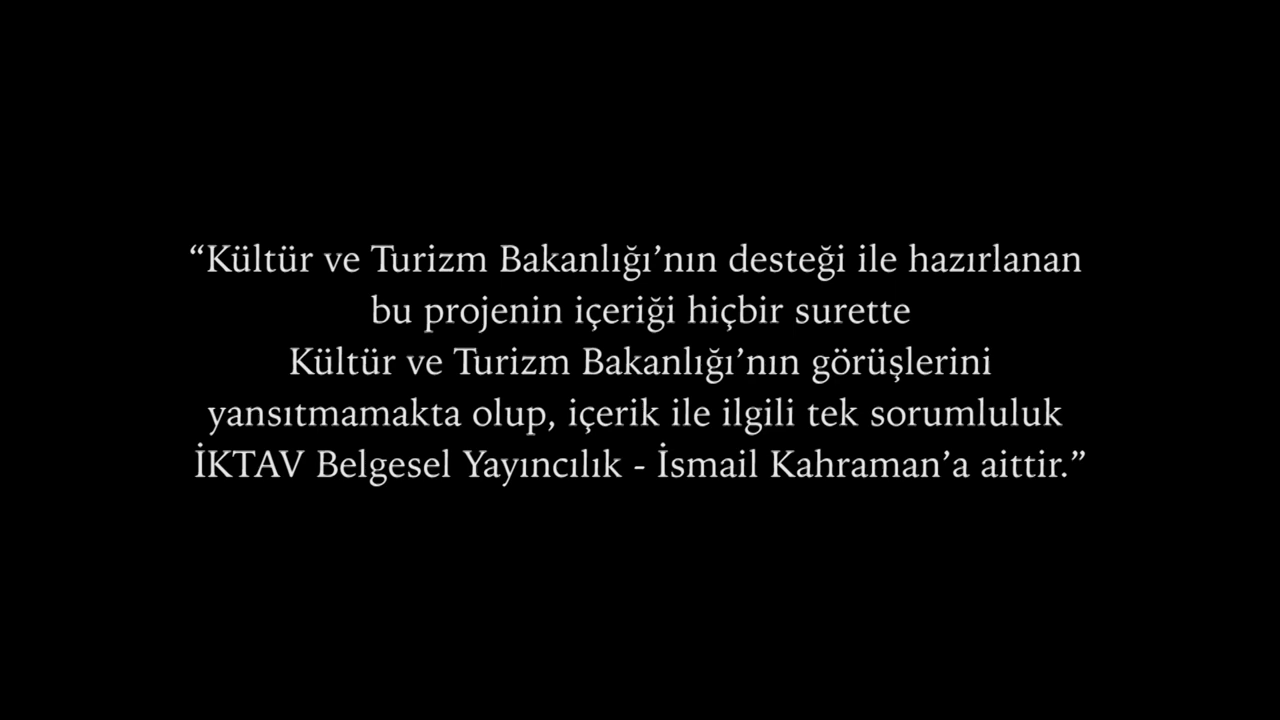 “Kültür ve Turizm Bakanlığı’nın desteği ile hazırlanan
bu projenin içeriği hiçbir surette
Kültür ve Turizm Bakanlığı’nın görüşlerini
yansıtmamakta olup, içerik ile ilgili tek sorumluluk
İKTAV Belgesel Yayıncılık - İsmail Kahraman’a aittir.”